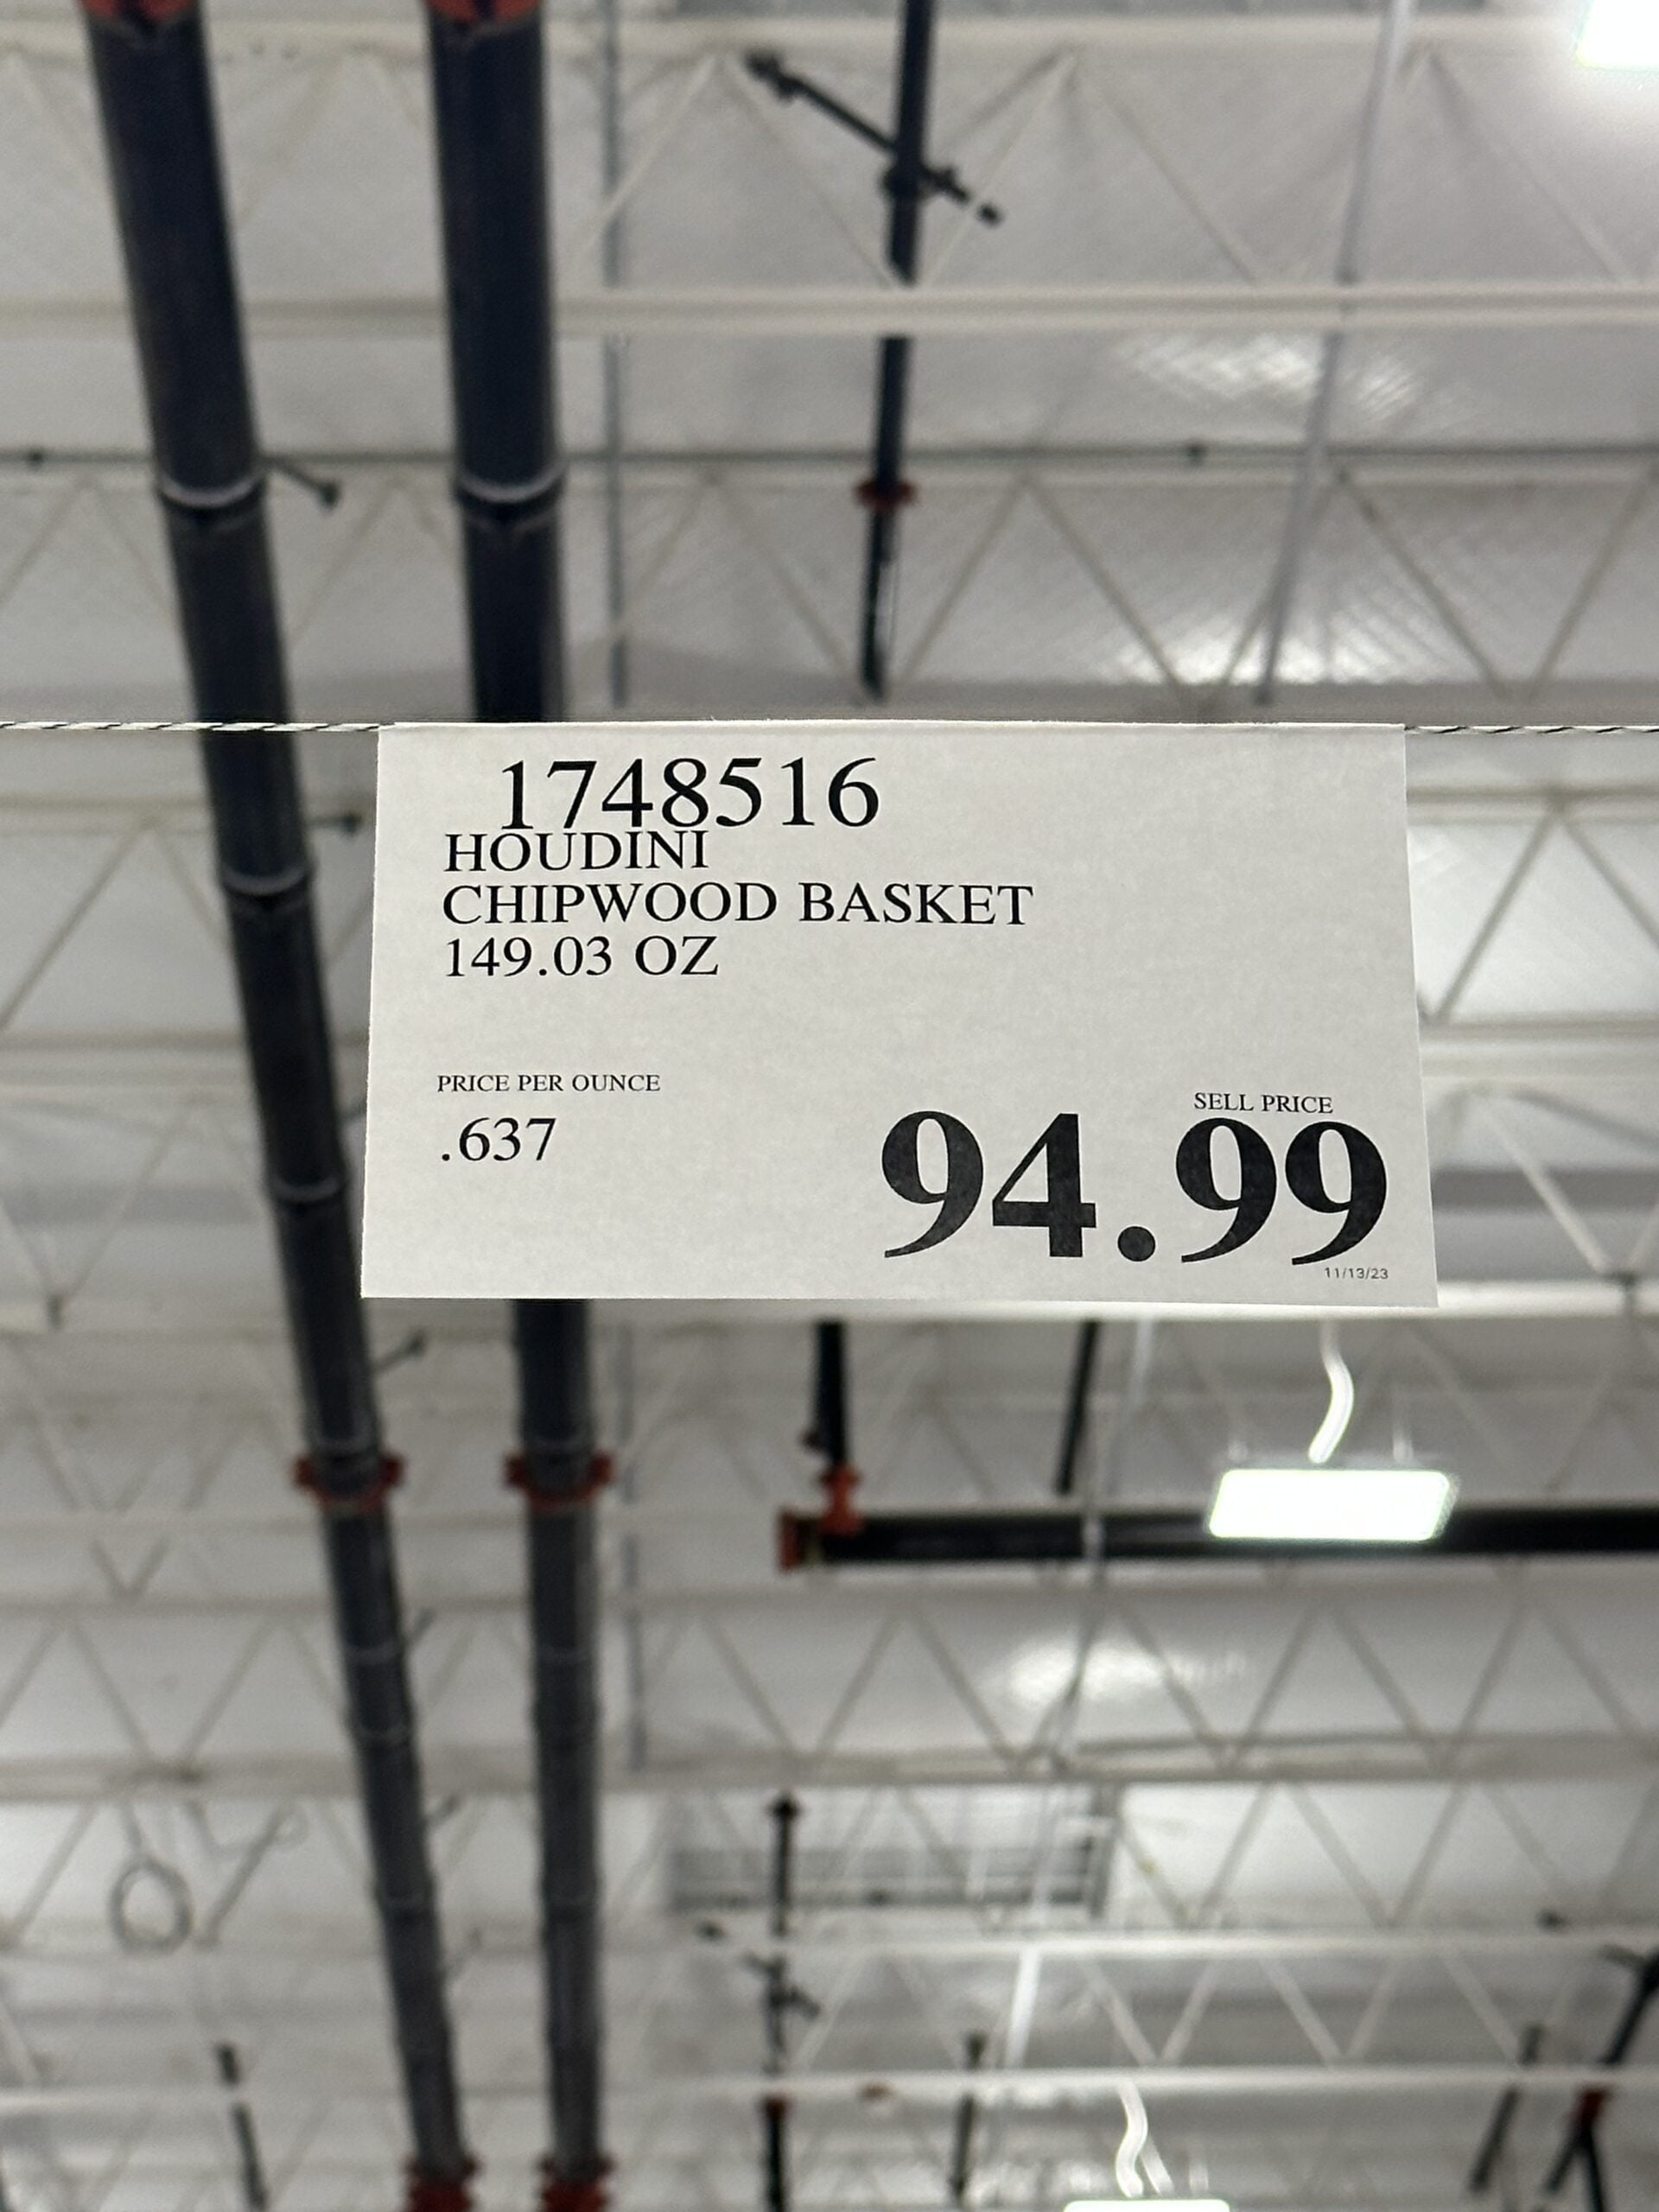 1748516
HOUDINI
CHIPWOOD BASKET
149.03 OZ
PRICE PER OUNCE
.637
SELL PRICE
94.99
11/13/23